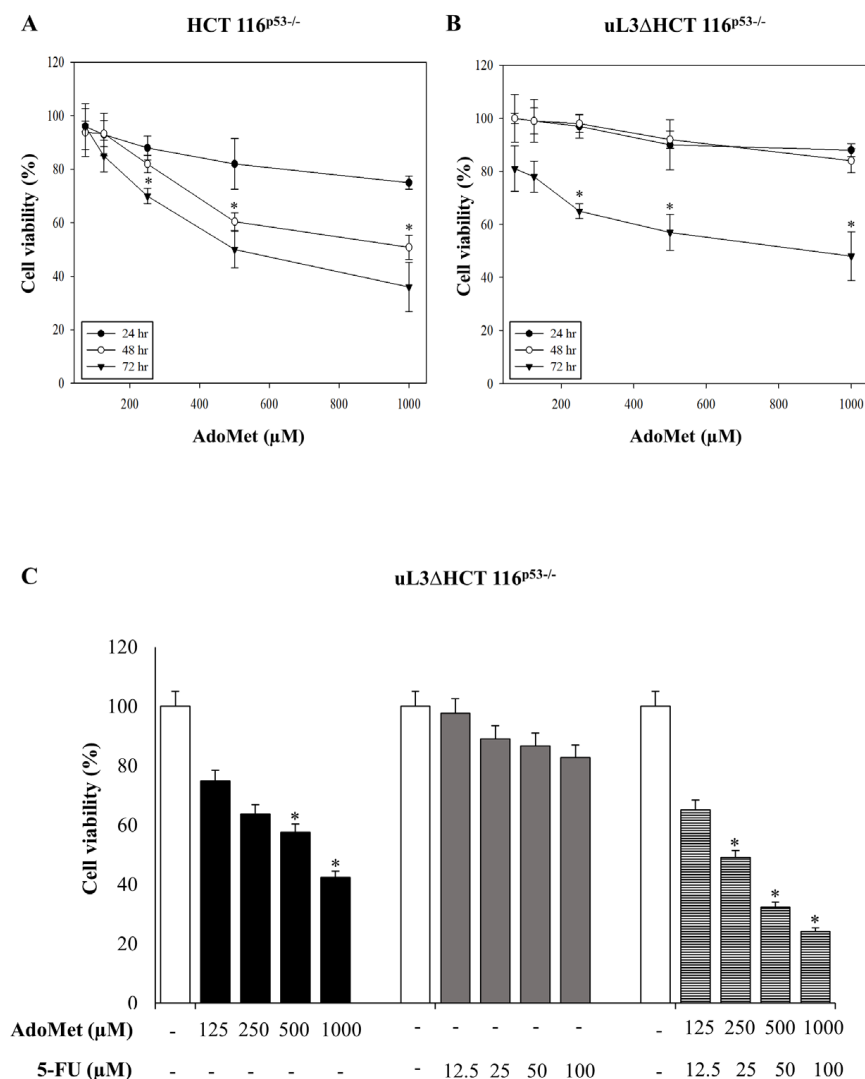 A
HCT 116p53-/-
Cell viability (%)
120
100
80
60
40
20
0
*
*
*
*
24 hr
48 hr
72 hr
200
400
600
800
1000
AdoMet (µM)
B
uL3ΔHCT 116p53-/-
Cell viability (%)
120
100
80
60
40
20
0
*
*
*
24 hr
48 hr
72 hr
200
400
600
800
1000
AdoMet (µM)
C
uL3ΔHCT 116p53-/-
Cell viability (%)
120
100
80
60
40
20
0
*
*
*
*
*
AdoMet (µM) - 125 250 500 1000 - - - - - - 125 250 500 1000
5-FU (µM) - - - - - - 12.5 25 50 100 - 12.5 25 50 100